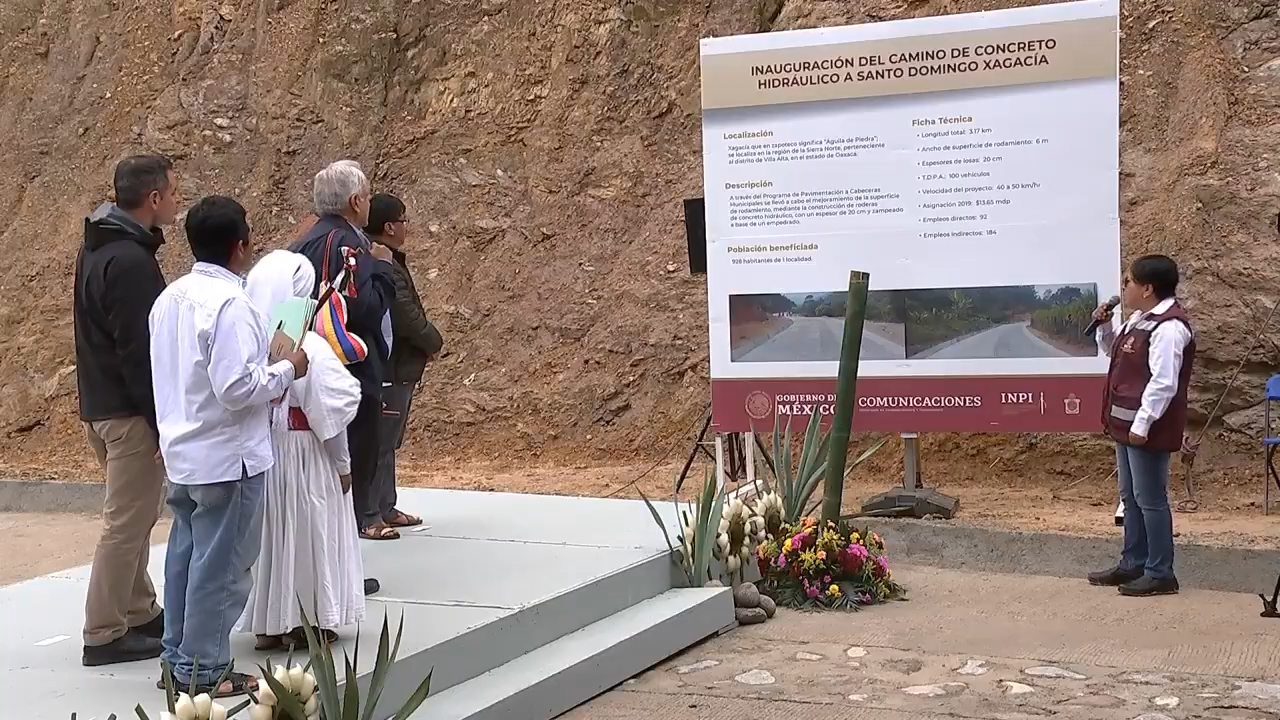 INAUGURACIÓN DEL CAMINO DE CONCRETO
HIDRÁULICO A SANTO DOMINGO XAGACÍA
Localización
Xagacía que en zapoteco significa "Águila de Piedra";
se localiza en la región de la Sierra Norte, perteneciente
al distrito de Villa Alta, en el estado de Oaxaca.
Descripción
A través del Programa de Pavimentación a Cabeceras
Municipales se llevó a cabo el mejoramiento de la superficie
de rodamiento, mediante la construcción de roderas
de concreto hidráulico, con un espesor de 20 cm y zampeado
a base de un empedrado.
Población beneficiada
928 habitantes de 1 localidad.
Ficha Técnica
• Longitud total: 3.17 km
• Ancho de superficie de rodamiento: 6 m
• Espesores de losas: 20 cm
• T.D.P.A.: 100 vehículos
• Velocidad del proyecto: 40 a 50 km/hr
• Asignación 2019: $13.65 mdp
• Empleos directos: 92
• Empleos indirectos: 184
GOBIERNO DE
MÉXICO
COMUNICACIONES
INPI